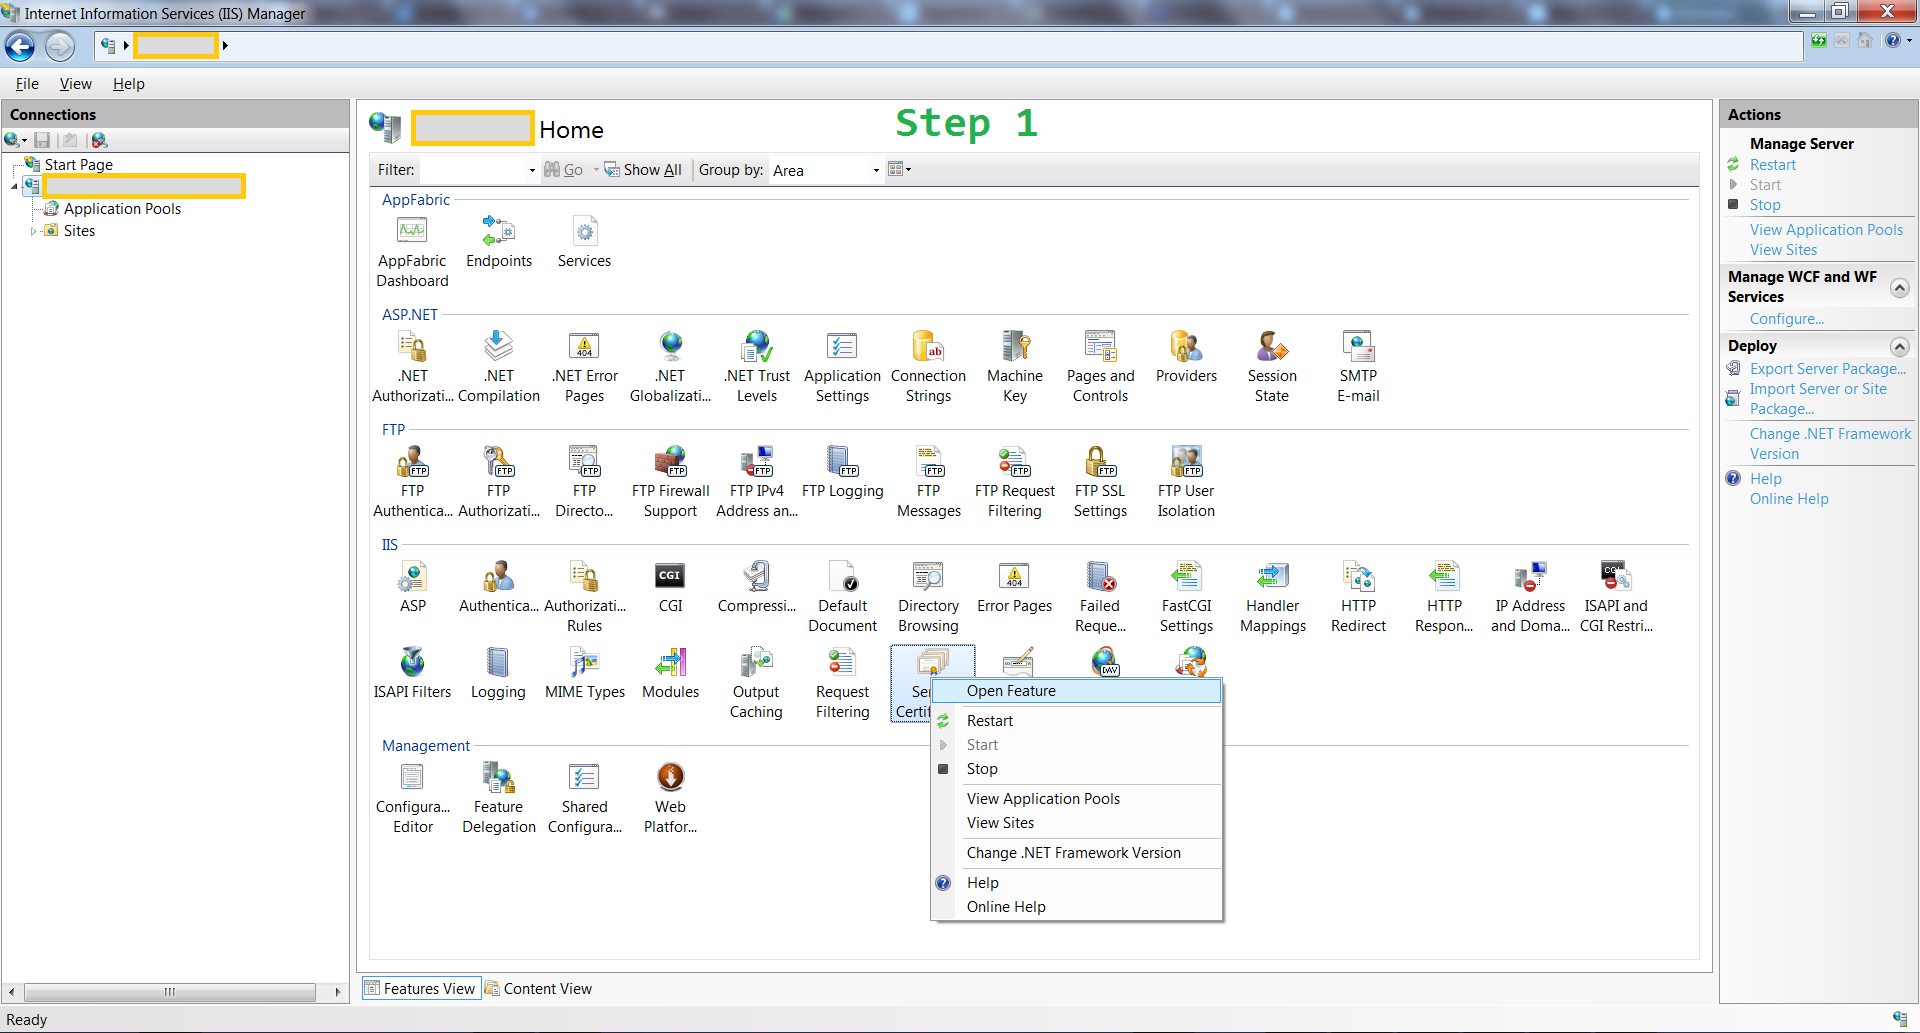 Internet Information Services (IIS) Manager
File View Help
Connections
Start Page
Application Pools
Sites
Home
Step 1
Filter: Go Show All Group by: Area
AppFabric
AppFabric Dashboard
Endpoints
Services
ASP.NET
.NET Authorizati...
.NET Compilation
.NET Error Pages
.NET Globalizati...
.NET Trust Levels
Application Settings
Connection Strings
Machine Key
Pages and Controls
Providers
Session State
SMTP E-mail
FTP
FTP Authentica...
FTP Authorizati...
FTP Directo...
FTP Firewall Support
FTP IPv4 Address an...
FTP Logging
FTP Messages
FTP Request Filtering
FTP SSL Settings
FTP User Isolation
IIS
ASP
Authentica...
Authorizati... Rules
CGI
Compressi...
Default Document
Directory Browsing
Error Pages
Failed Reque...
FastCGI Settings
Handler Mappings
HTTP Redirect
HTTP Respon...
IP Address and Doma...
ISAPI and CGI Restri...
ISAPI Filters
Logging
MIME Types
Modules
Output Caching
Request Filtering
Open Feature
Restart
Start
Stop
View Application Pools
View Sites
Change .NET Framework Version
Help
Online Help
Management
Configura... Editor
Feature Delegation
Shared Configura...
Web Platfor...
Features View
Content View
Actions
Manage Server
Restart
Start
Stop
View Application Pools
View Sites
Manage WCF and WF
Services
Configure...
Deploy
Export Server Package...
Import Server or Site
Package...
Change .NET Framework
Version
Help
Online Help
Ready